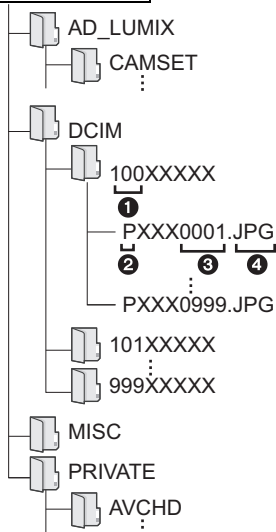 AD_LUMIX
CAMSET
DCIM
100XXXXX
❶
PXXX0001.JPG
❷ ❸ ❹
PXXX0999.JPG
101XXXXX
999XXXXX
MISC
PRIVATE
AVCHD